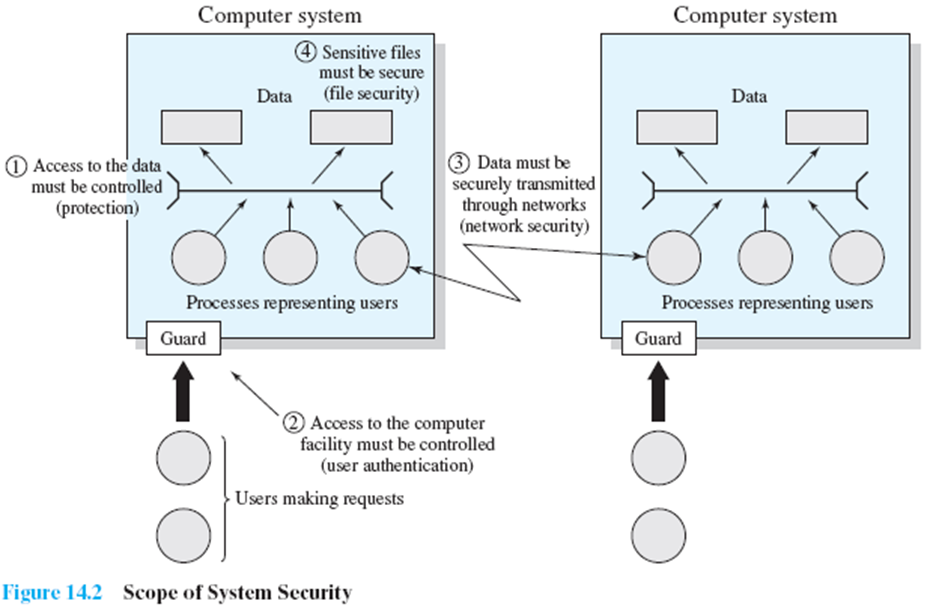 Computer system
④ Sensitive files
must be secure
(file security)
Data
① Access to the data
must be controlled
(protection)
Processes representing users
Guard
② Access to the computer
facility must be controlled
(user authentication)
Users making requests
③ Data must be
securely transmitted
through networks
(network security)
Computer system
Data
Processes representing users
Guard
Figure 14.2 Scope of System Security